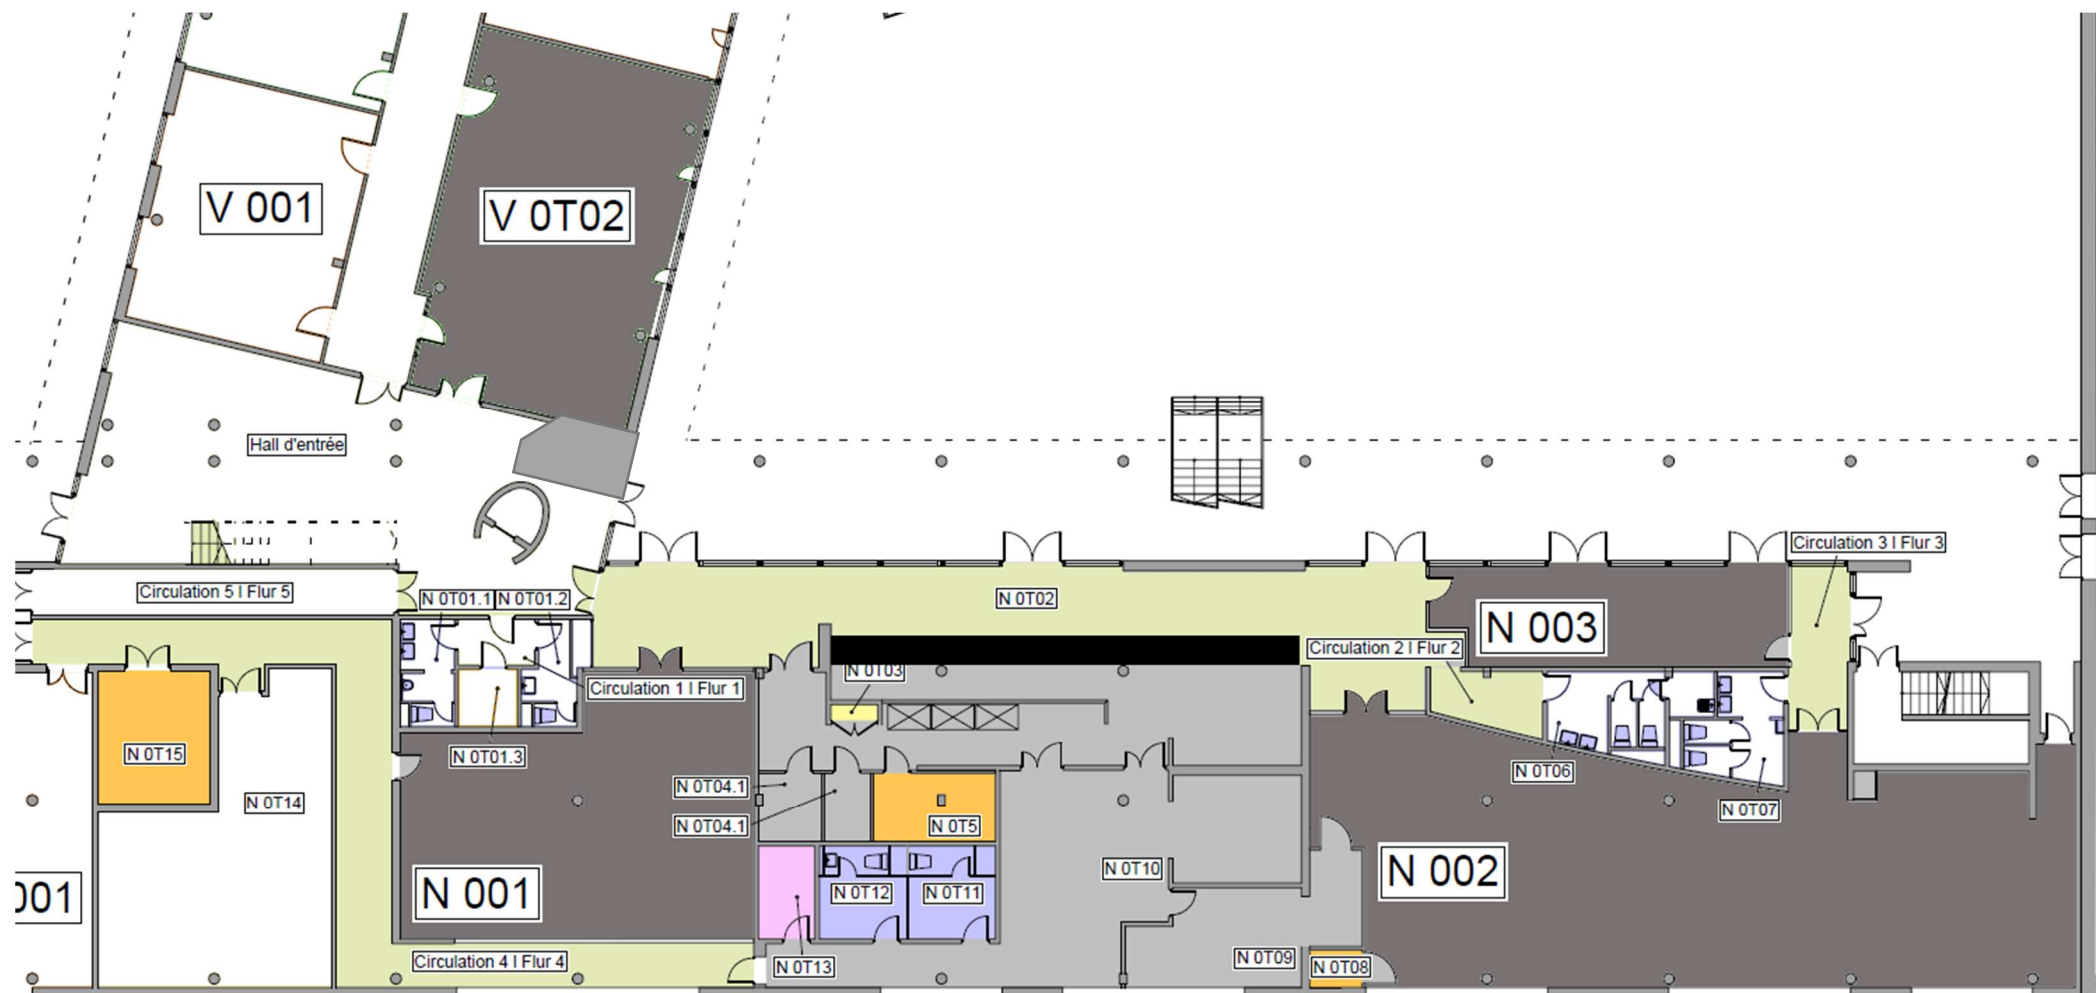 V 001
V 0T02
Hall d'entrée
Circulation 3 I Flur 3
Circulation 5 I Flur 5
N 0T01.1
N 0T01.2
N 0T02
N 003
Circulation 2 I Flur 2
N 0T03
Circulation 1 I Flur 1
N 0T15
N 0T01.3
N 0T06
N 0T04.1
N 0T14
N 0T07
N 0T04.1
N 0T5
N 0T10
N 002
001
N 001
N 0T12
N 0T11
Circulation 4 I Flur 4
N 0T13
N 0T09
N 0T08